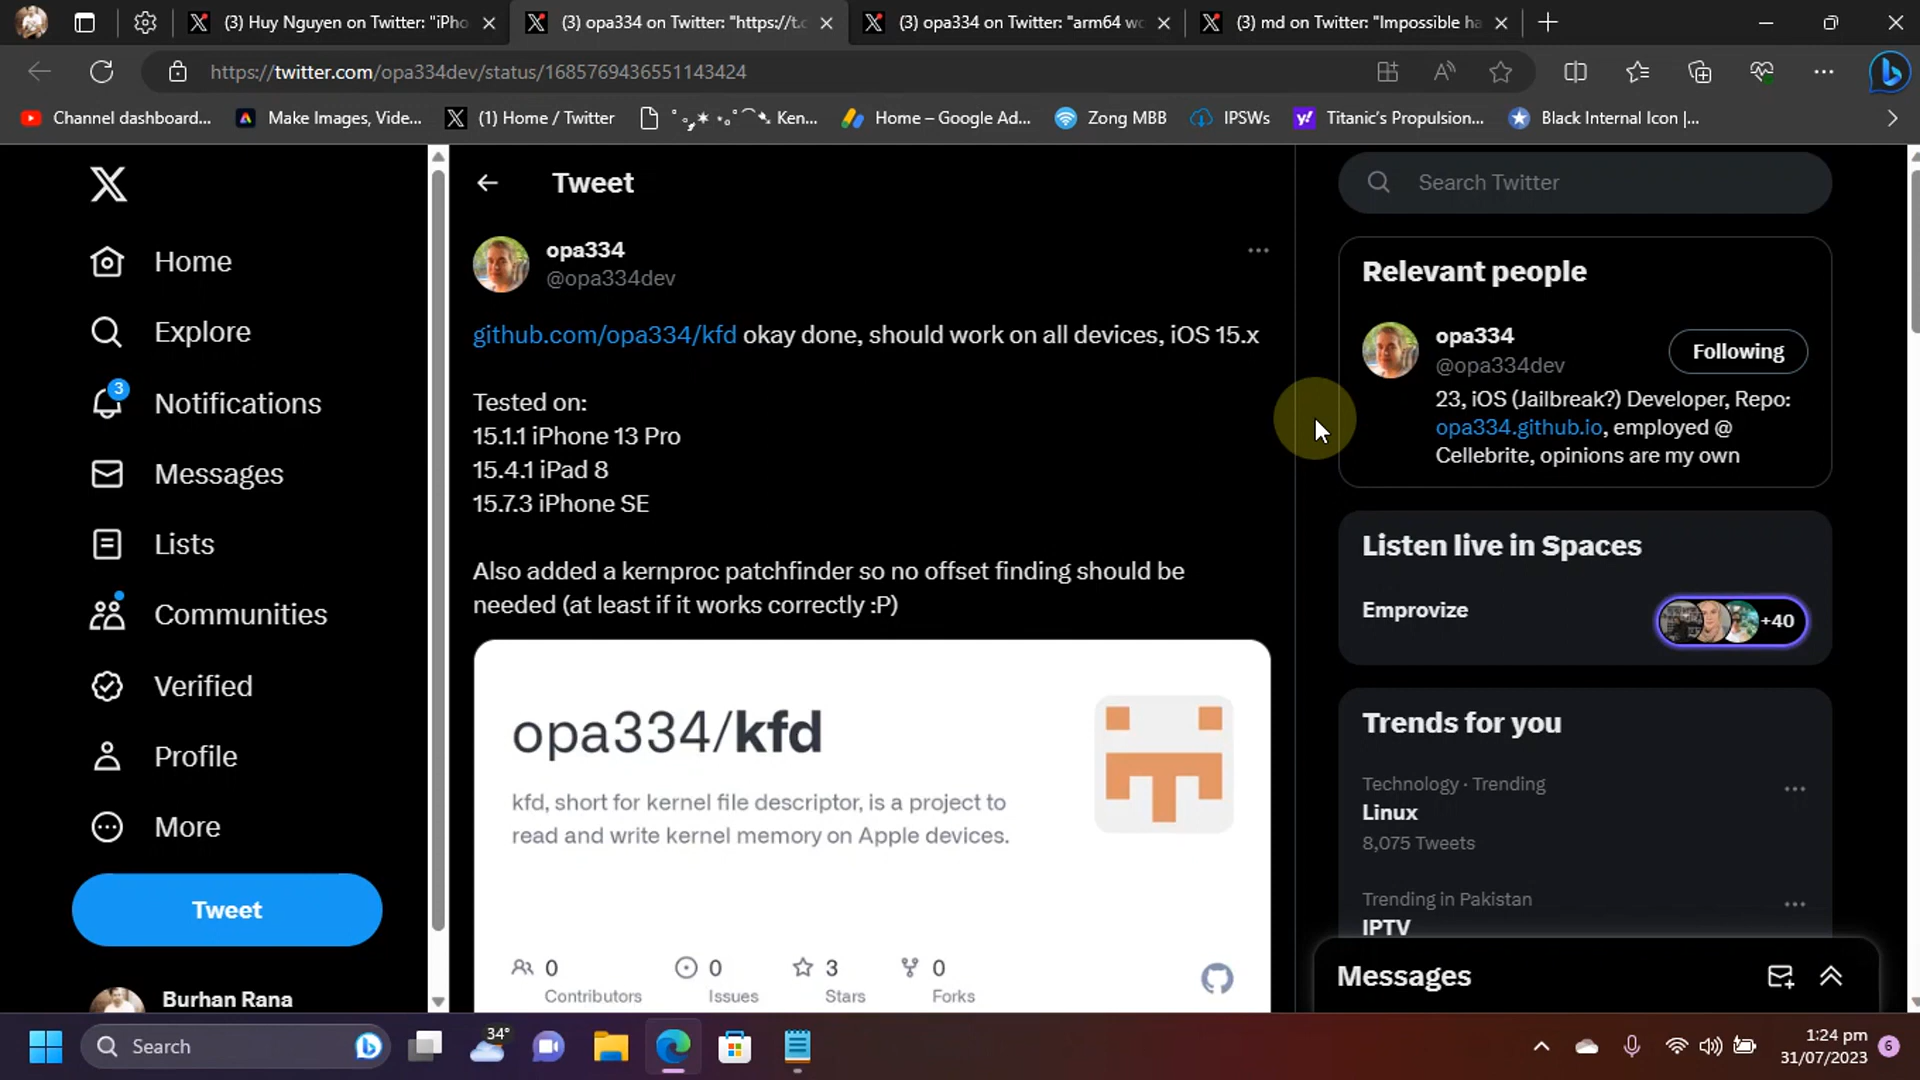 (3) Huy Nguyen on Twitter: "iPho
(3) opa334 on Twitter: "https://t.c
(3) opa334 on Twitter: "arm64 wo
(3) md on Twitter: "Impossible ha
https://twitter.com/opa334dev/status/1685769436551143424
Channel dashboard...
Make Images, Vide...
(1) Home / Twitter
Ken...
Home – Google Ad...
Zong MBB
IPSWs
Titanic's Propulsion...
Black Internal Icon |...
Home
Explore
3
Notifications
Messages
Lists
Communities
Verified
Profile
More
Tweet
Burhan Rana
Tweet
opa334
@opa334dev
github.com/opa334/kfd okay done, should work on all devices, iOS 15.x
Tested on:
15.1.1 iPhone 13 Pro
15.4.1 iPad 8
15.7.3 iPhone SE
Also added a kernproc patchfinder so no offset finding should be
needed (at least if it works correctly :P)
opa334/kfd
kfd, short for kernel file descriptor, is a project to
read and write kernel memory on Apple devices.
0
Contributors
0
Issues
3
Stars
0
Forks
Search Twitter
Relevant people
opa334
@opa334dev
Following
23, iOS (Jailbreak?) Developer, Repo:
opa334.github.io, employed @
Cellebrite, opinions are my own
Listen live in Spaces
Emprovize
+40
Trends for you
Technology · Trending
Linux
8,075 Tweets
Trending in Pakistan
IPTV
Messages
Search
34°
1:24 pm
31/07/2023
6